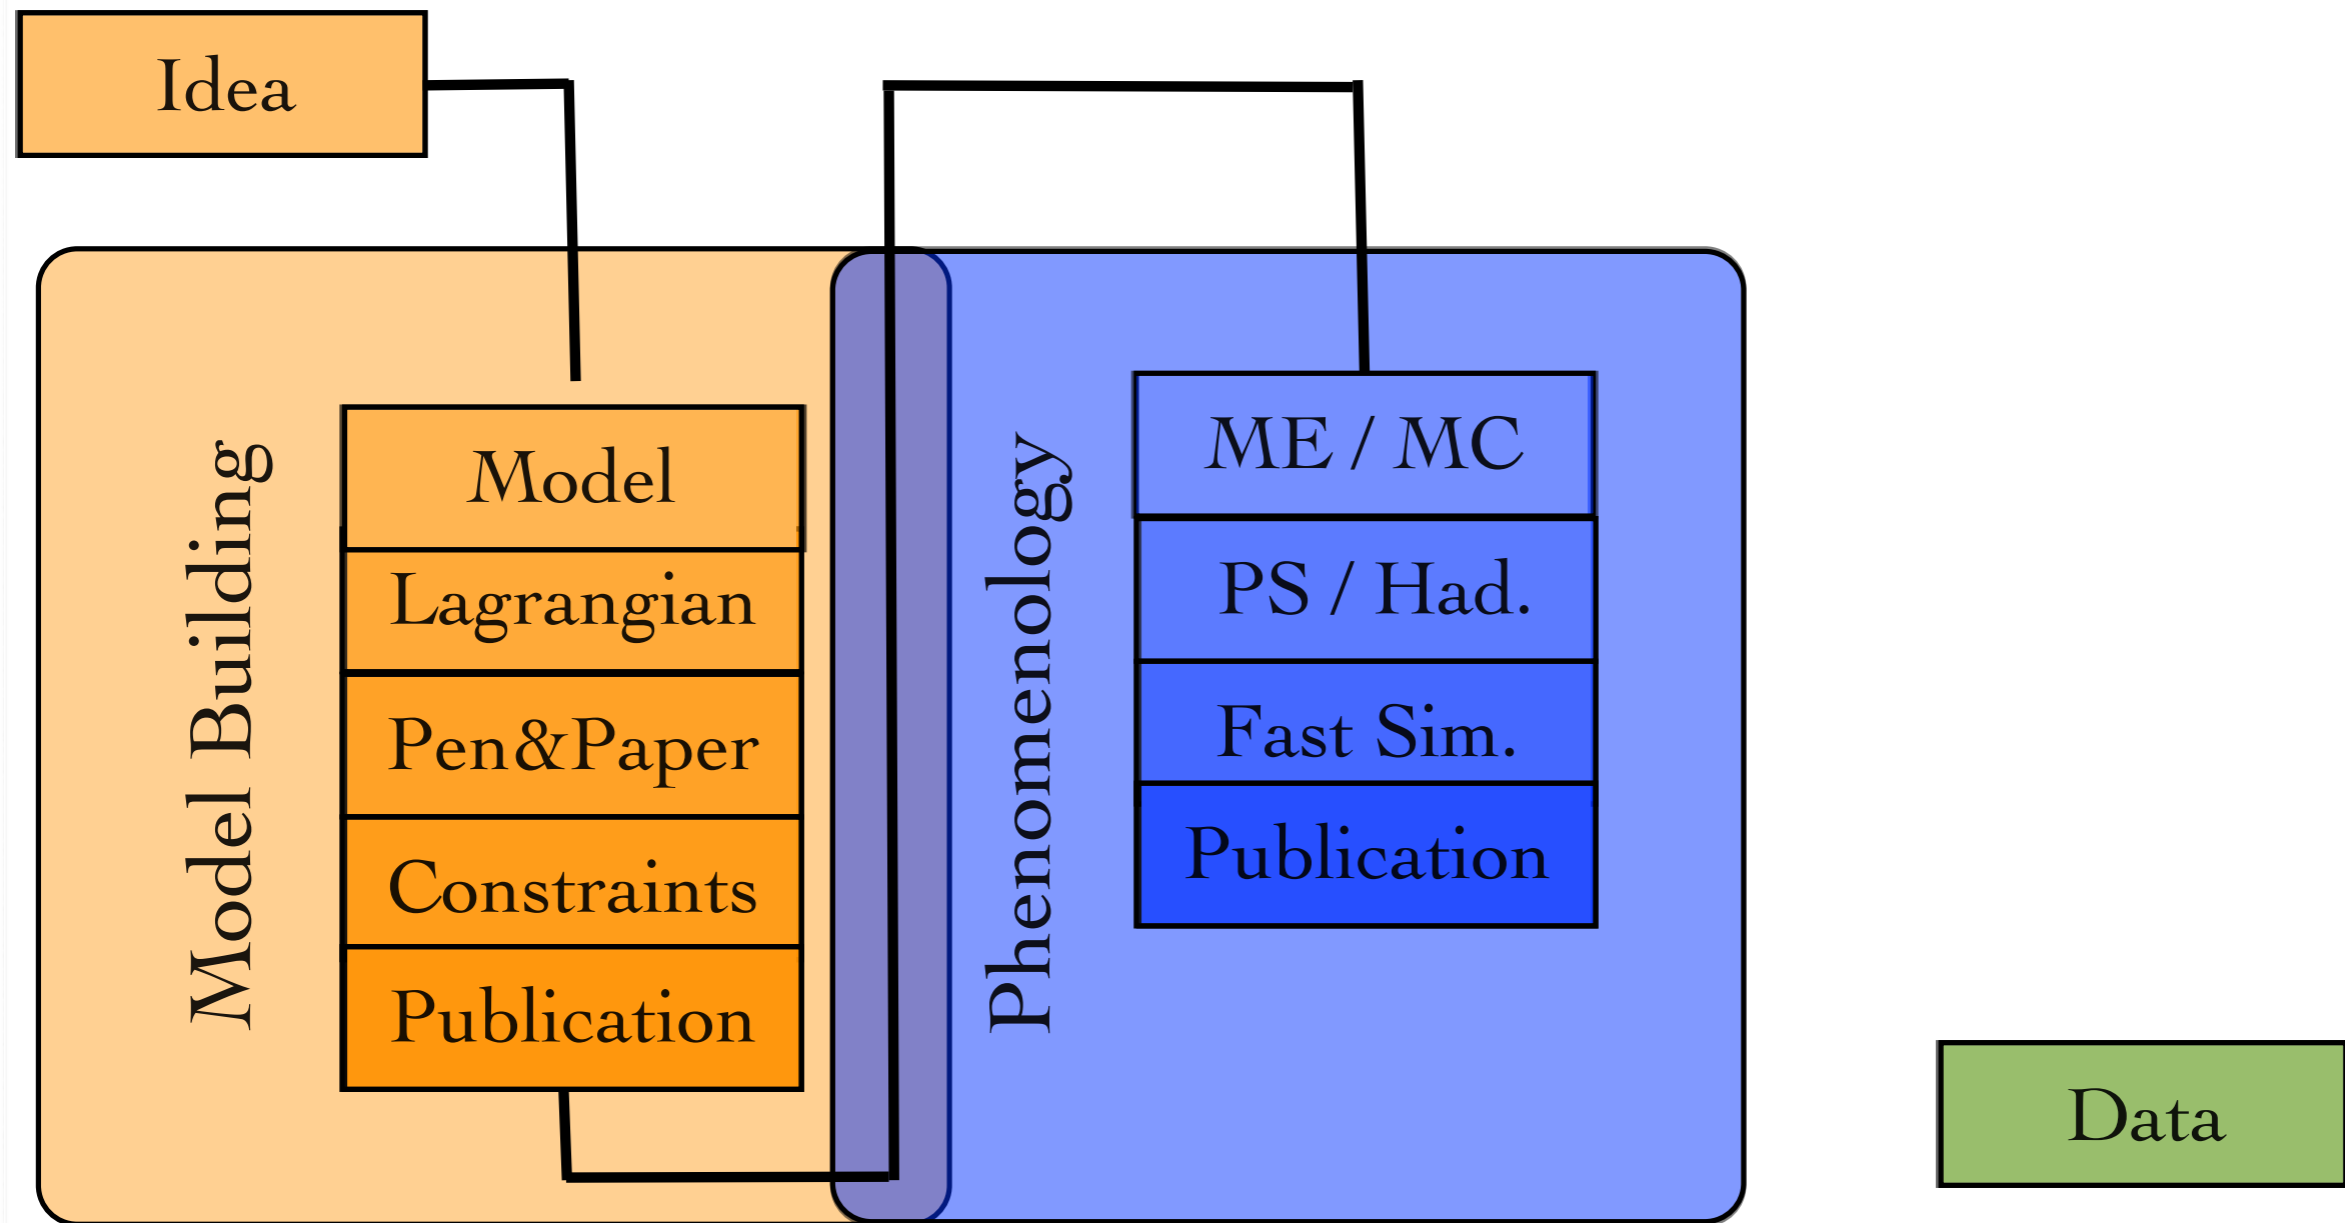 Idea
Model Building
Model
Lagrangian
Pen&Paper
Constraints
Publication
Phenomenology
ME / MC
PS / Had.
Fast Sim.
Publication
Data